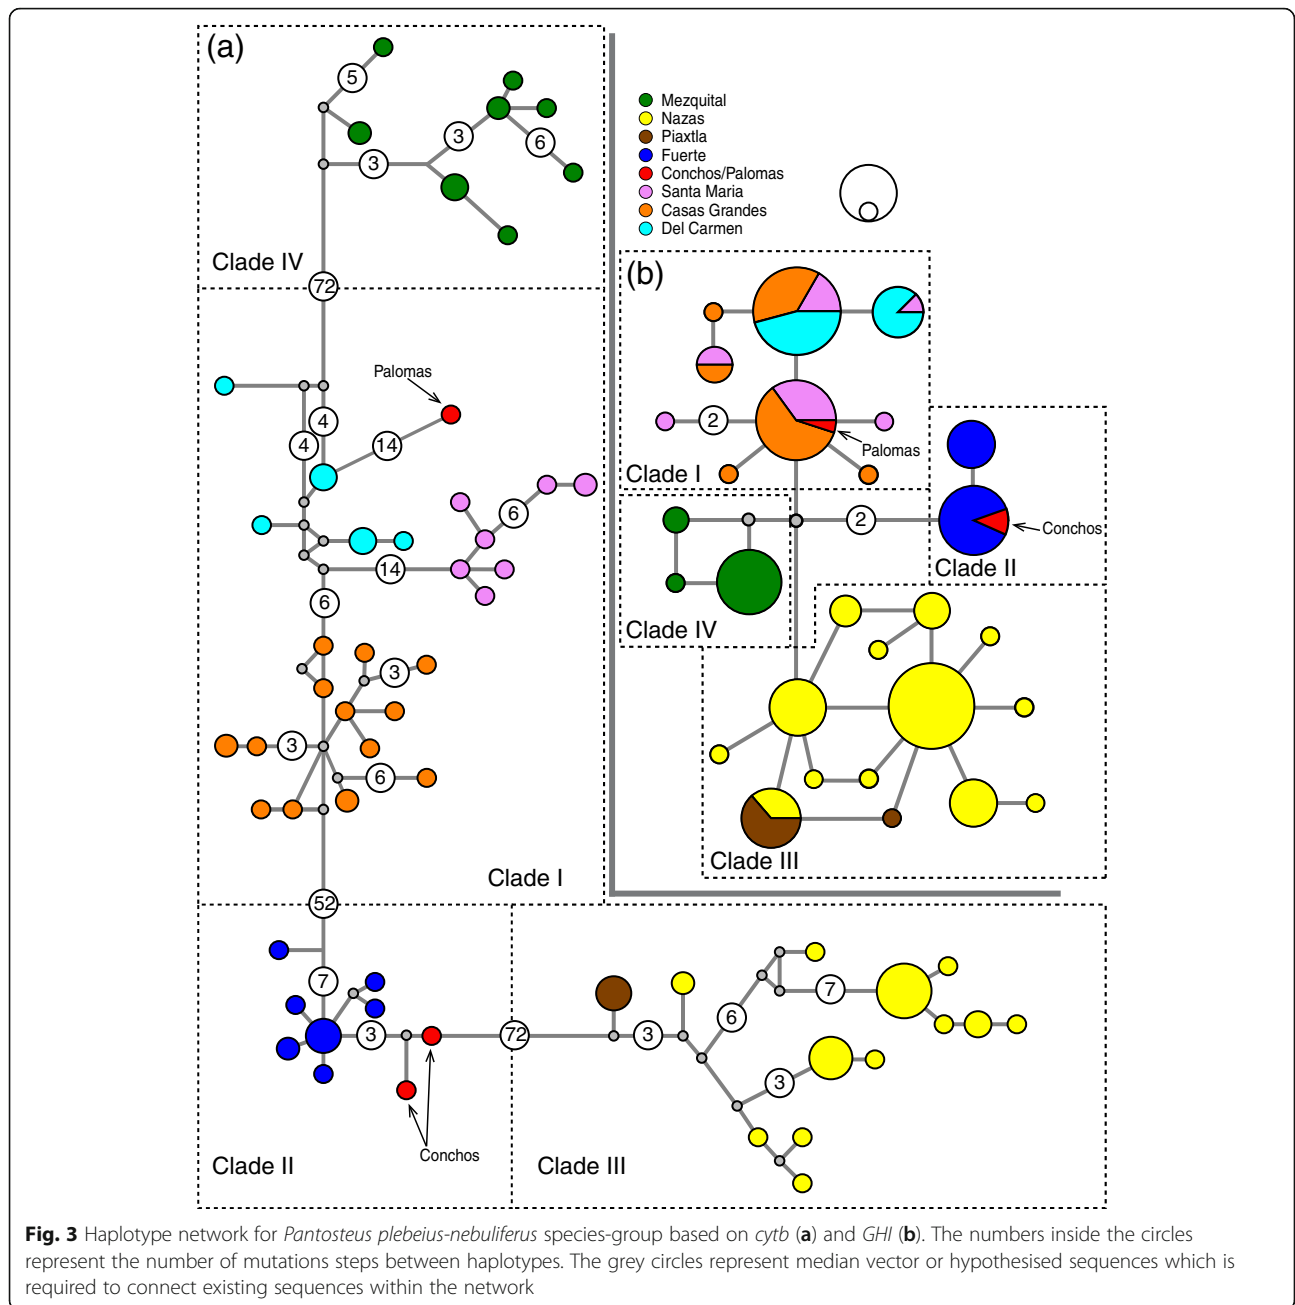 (a)
5
3
6
3
Clade IV
72
Mezquital
Nazas
Piaxtla
Fuerte
Conchos/Palomas
Santa Maria
Casas Grandes
Del Carmen
(b)
Palomas
4
4
14
6
14
6
3
3
6
Clade I
52
2
Palomas
Clade I
2
Conchos
Clade II
Clade IV
Clade III
7
3
72
3
6
7
3
Conchos
Clade II
Clade III
Fig. 3 Haplotype network for Pantosteus plebeius-nebuliferus species-group based on cytb (a) and GHI (b). The numbers inside the circles
represent the number of mutations steps between haplotypes. The grey circles represent median vector or hypothesised sequences which is
required to connect existing sequences within the network